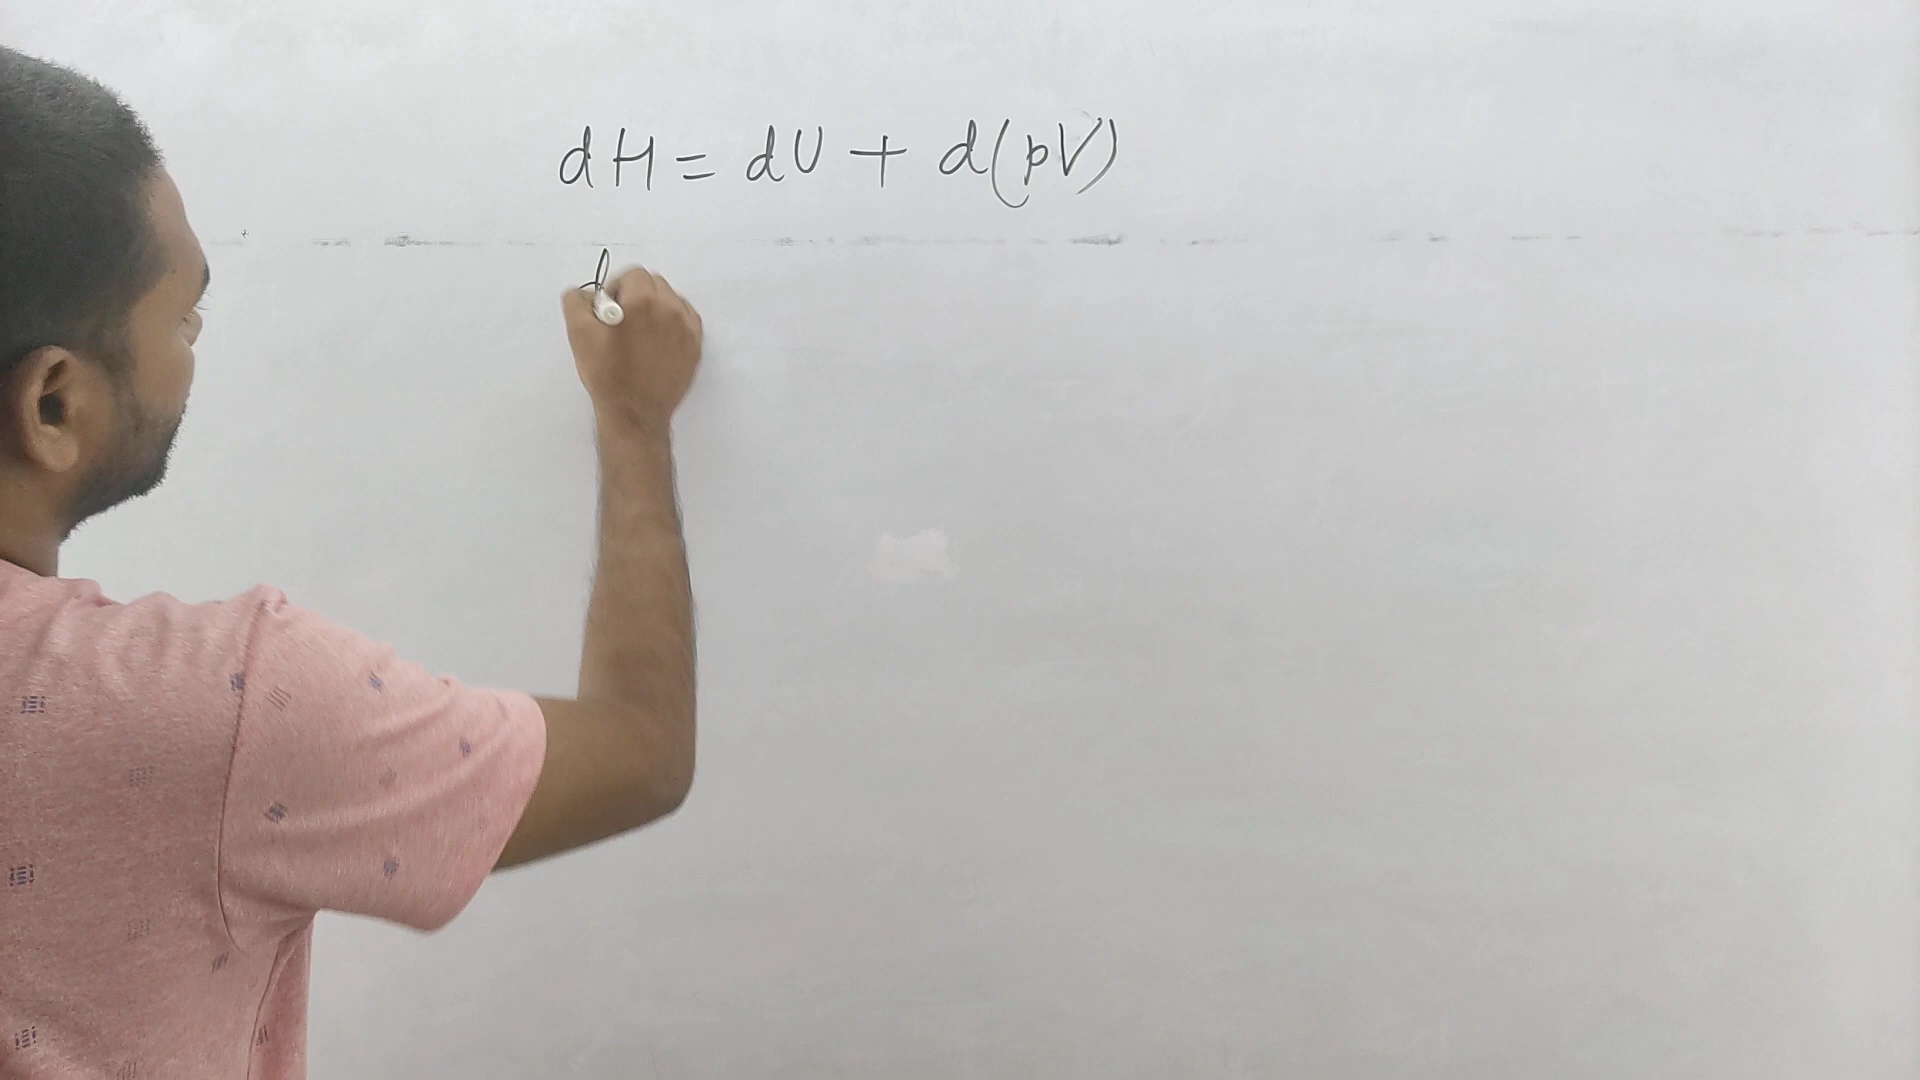 dH = dU + d(pV)
d